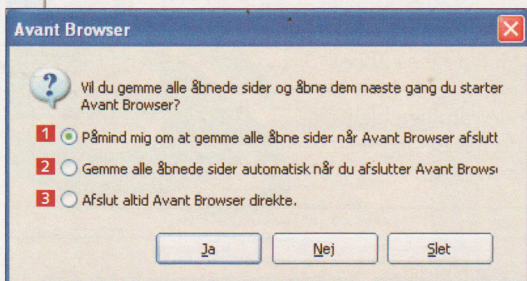 Avant Browser
Vil du gemme alle åbnede sider og åbne dem næste gang du starter
Avant Browser?
1 Påmind mig om at gemme alle åbne sider når Avant Browser afslutt
2 Gemme alle åbnede sider automatisk når du afslutter Avant Brows
3 Afslut altid Avant Browser direkte.
Ja Nej Slet